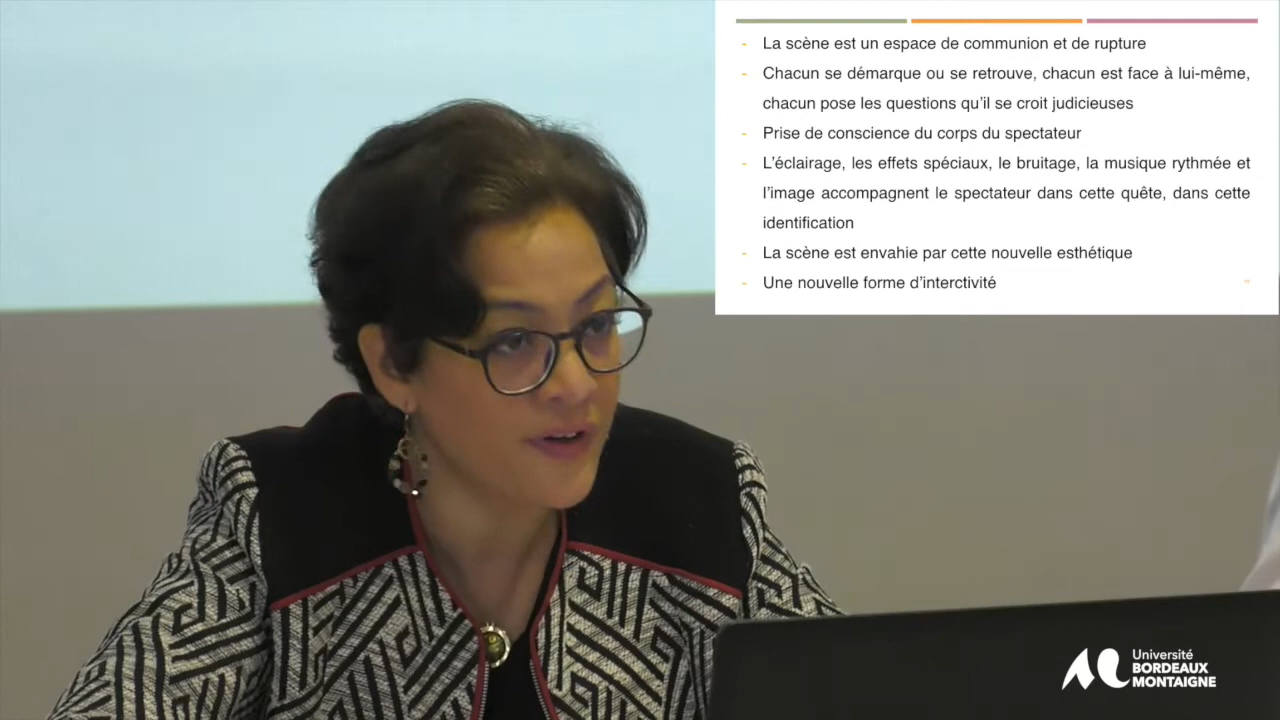 - La scène est un espace de communion et de rupture
- Chacun se démarque ou se retrouve, chacun est face à lui-même,
chacun pose les questions qu'il se croit judicieuses
- Prise de conscience du corps du spectateur
- L'éclairage, les effets spéciaux, le bruitage, la musique rythmée et
l'image accompagnent le spectateur dans cette quête, dans cette
identification
- La scène est envahie par cette nouvelle esthétique
- Une nouvelle forme d'interctivité
Université
BORDEAUX
MONTAIGNE